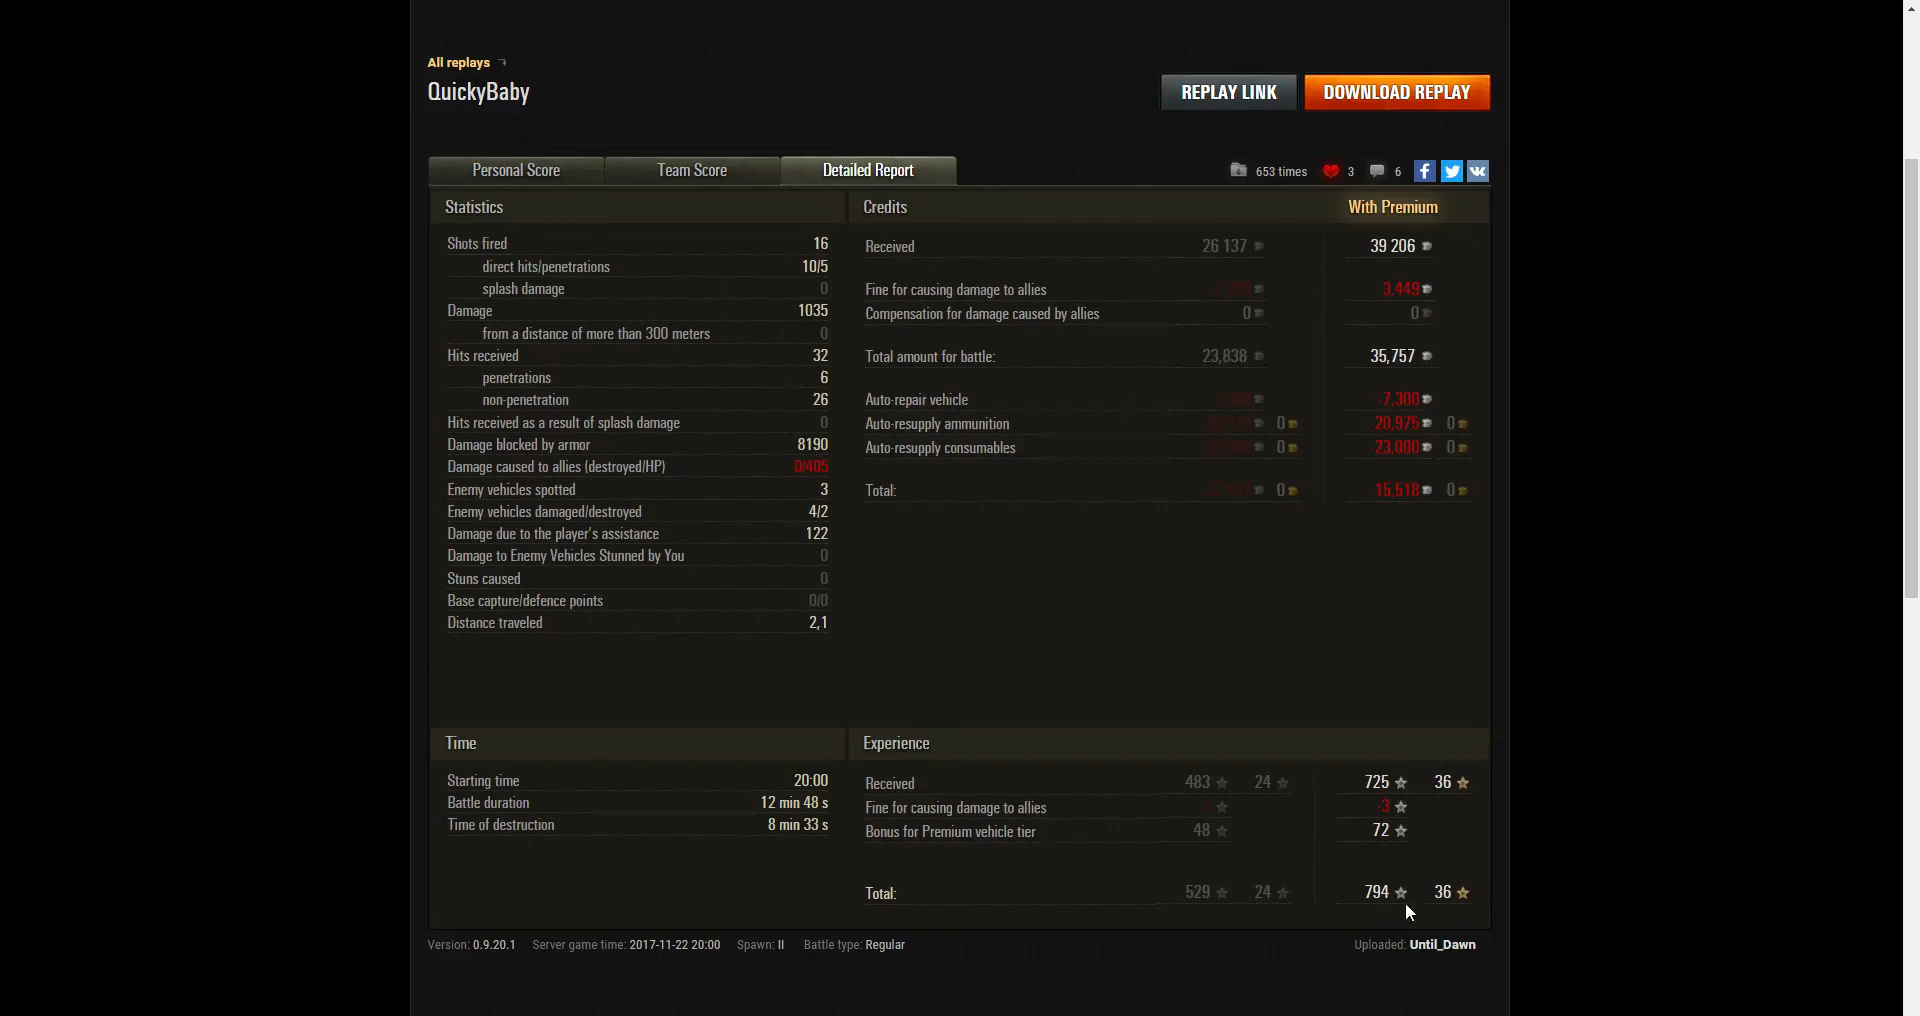 All replays
QuickyBaby
REPLAY LINK
DOWNLOAD REPLAY
Personal Score
Team Score
Detailed Report
653 times
3
6
Statistics
Shots fired 16
direct hits/penetrations 10/5
splash damage 0
Damage 1035
from a distance of more than 300 meters 0
Hits received 32
penetrations 6
non-penetration 26
Hits received as a result of splash damage 0
Damage blocked by armor 8190
Damage caused to allies (destroyed/HP) 0/405
Enemy vehicles spotted 3
Enemy vehicles damaged/destroyed 4/2
Damage due to the player's assistance 122
Damage to Enemy Vehicles Stunned by You 0
Stuns caused 0
Base capture/defence points 0/0
Distance traveled 2,1
Credits With Premium
Received 26 137 39 206
Fine for causing damage to allies 3,449
Compensation for damage caused by allies 0 0
Total amount for battle: 23,838 35,757
Auto-repair vehicle -7,300
Auto-resupply ammunition 0 -20,975 0
Auto-resupply consumables 0 -23,000 0
Total: 0 -15,518 0
Time
Starting time 20:00
Battle duration 12 min 48 s
Time of destruction 8 min 33 s
Experience
Received 483 24 725 36
Fine for causing damage to allies -3
Bonus for Premium vehicle tier 48 72
Total: 529 24 794 36
Version: 0.9.20.1 Server game time: 2017-11-22 20:00 Spawn: II Battle type: Regular
Uploaded: Until_Dawn